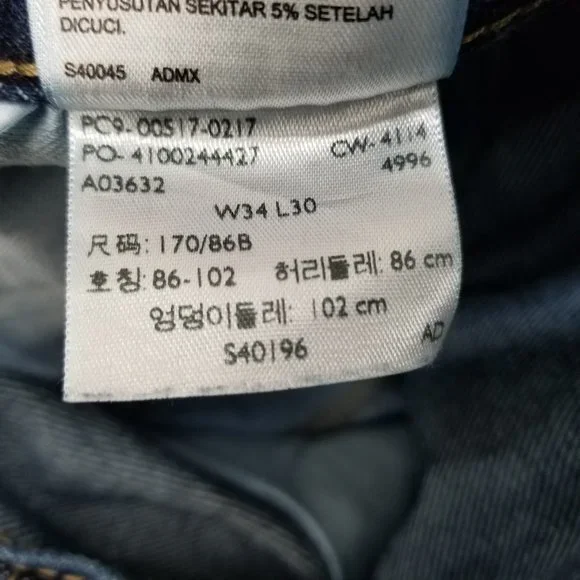 PENYUSUTAN SEKITAR 5% SETELAH
DICUCI.
S40045 ADMX
PC9-00517-0217
PO-4100244427 CW-4114
A03632 4996
W34 L30
尺码: 170/86B
호칭: 86-102 허리둘레: 86 cm
엉덩이둘레: 102 cm
S40196 AD